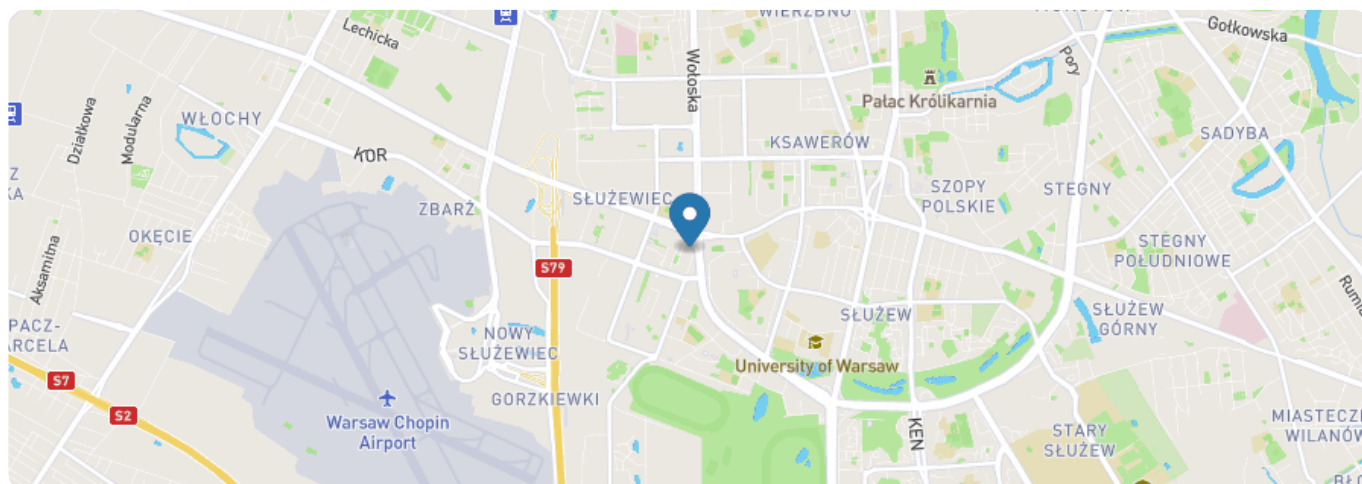 WIERZBNO
Gołkowska
Lechicka
Pory
Wołoska
Pałac Królikarnia
Działkowa
Modularna
WŁOCHY
SADYBA
KSAWERÓW
KOR
SŁUŻEWIEC
SZOPY
POLSKIE
STEGNY
ZBARŻ
OKĘCIE
STEGNY
POŁUDNIOWE
Aksamitna
S79
SŁUŻEW
GÓRNY
SŁUŻEW
PACZ-
ARCELA
NOWY
SŁUŻEWIEC
University of Warsaw
S7
GORZKIEWKI
S2
Warsaw Chopin
Airport
KEN
STARY
SŁUŻEW
WILANÓW